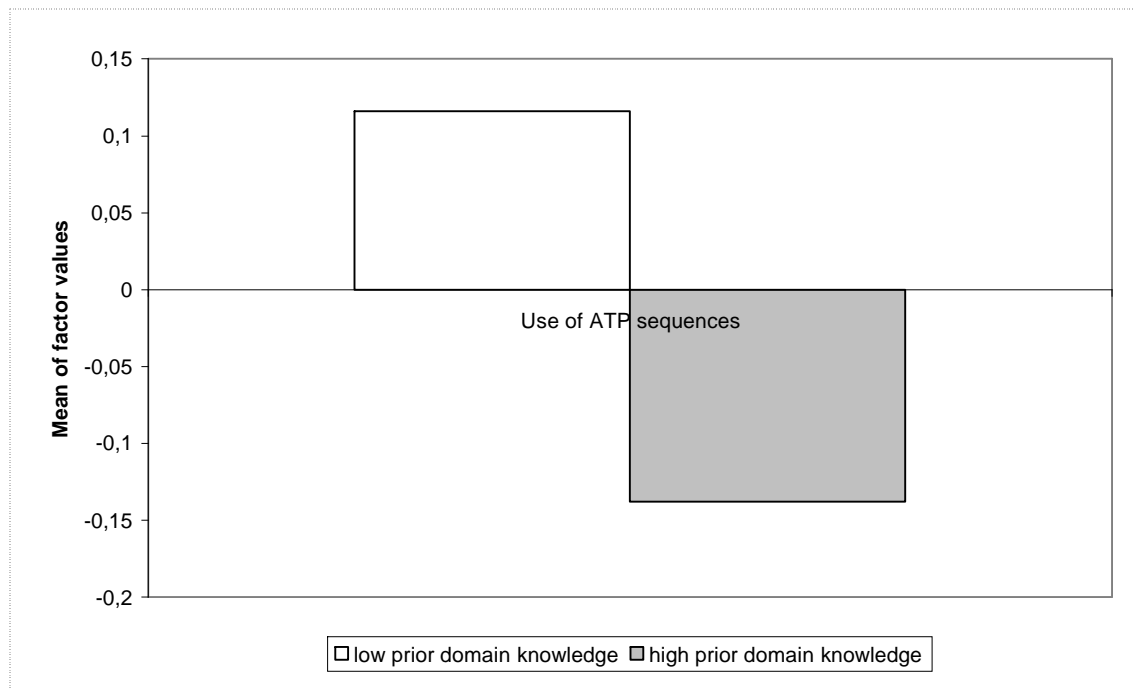 0,15
0,1
0,05
0
-0,05
-0,1
-0,15
-0,2
Mean of factor values
Use of ATP sequences
low prior domain knowledge high prior domain knowledge